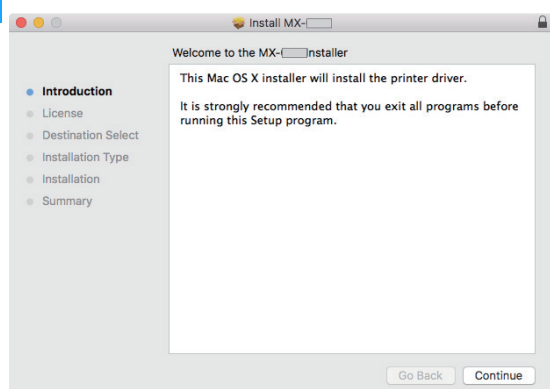 Install MX-
Welcome to the MX- Installer
This Mac OS X installer will install the printer driver.
It is strongly recommended that you exit all programs before
running this Setup program.
Introduction
License
Destination Select
Installation Type
Installation
Summary
Go Back
Continue